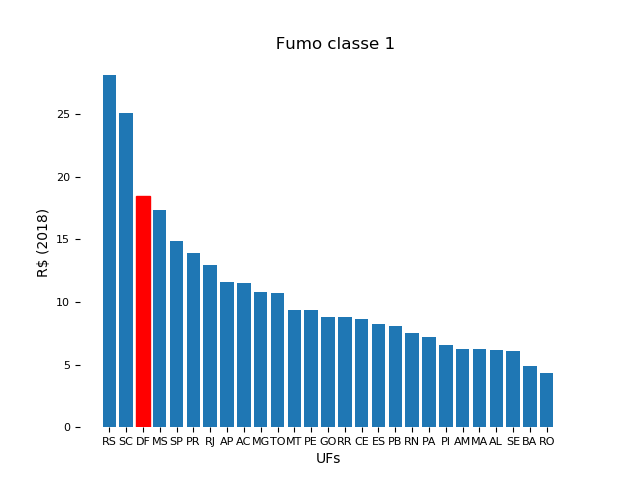 Fumo classe 1
25
20
15
10
5
0
R$ (2018)
RS SC DF MS SP PR RJ AP AC MG TO MT PE GO RR CE ES PB RN PA PI AM MA AL SE BA RO
UFs